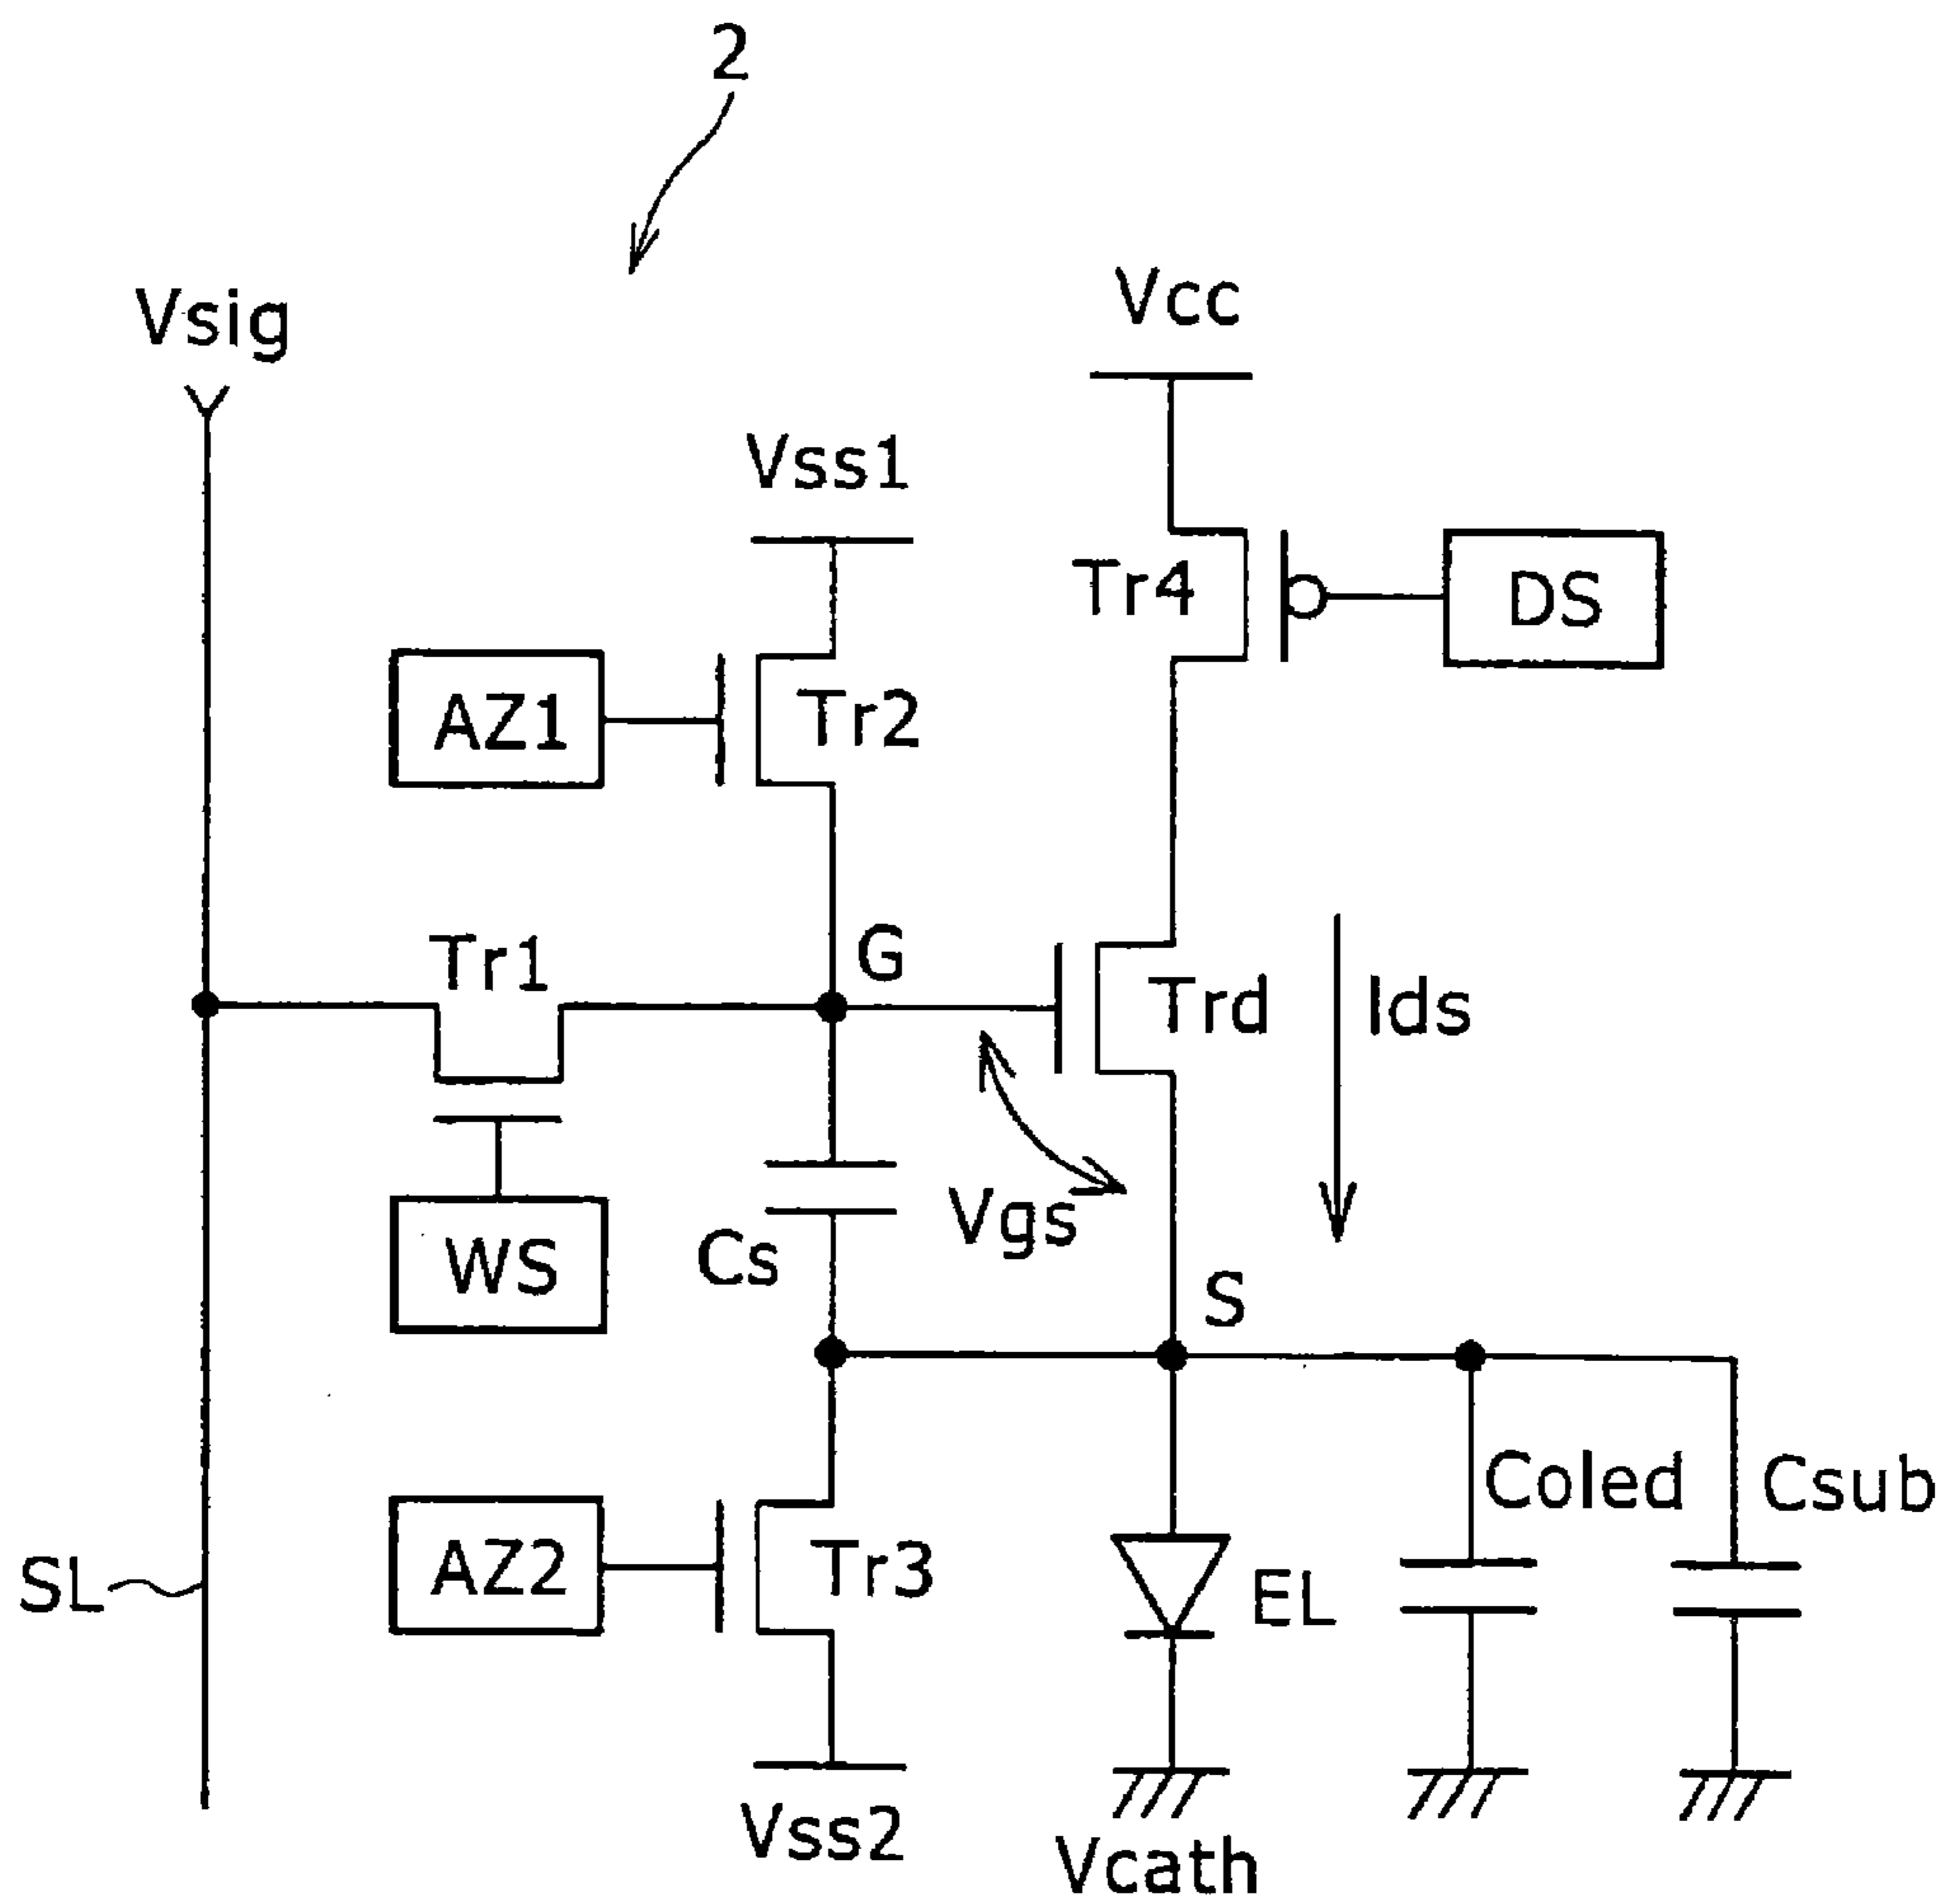 2
Vsig
Vcc
Vss1
Tr4
DS
AZ1
Tr2
G
Tr1
Trd
Ids
Vgs
WS
Cs
S
Coled
Csub
AZ2
Tr3
SL
EL
Vss2
Vcath